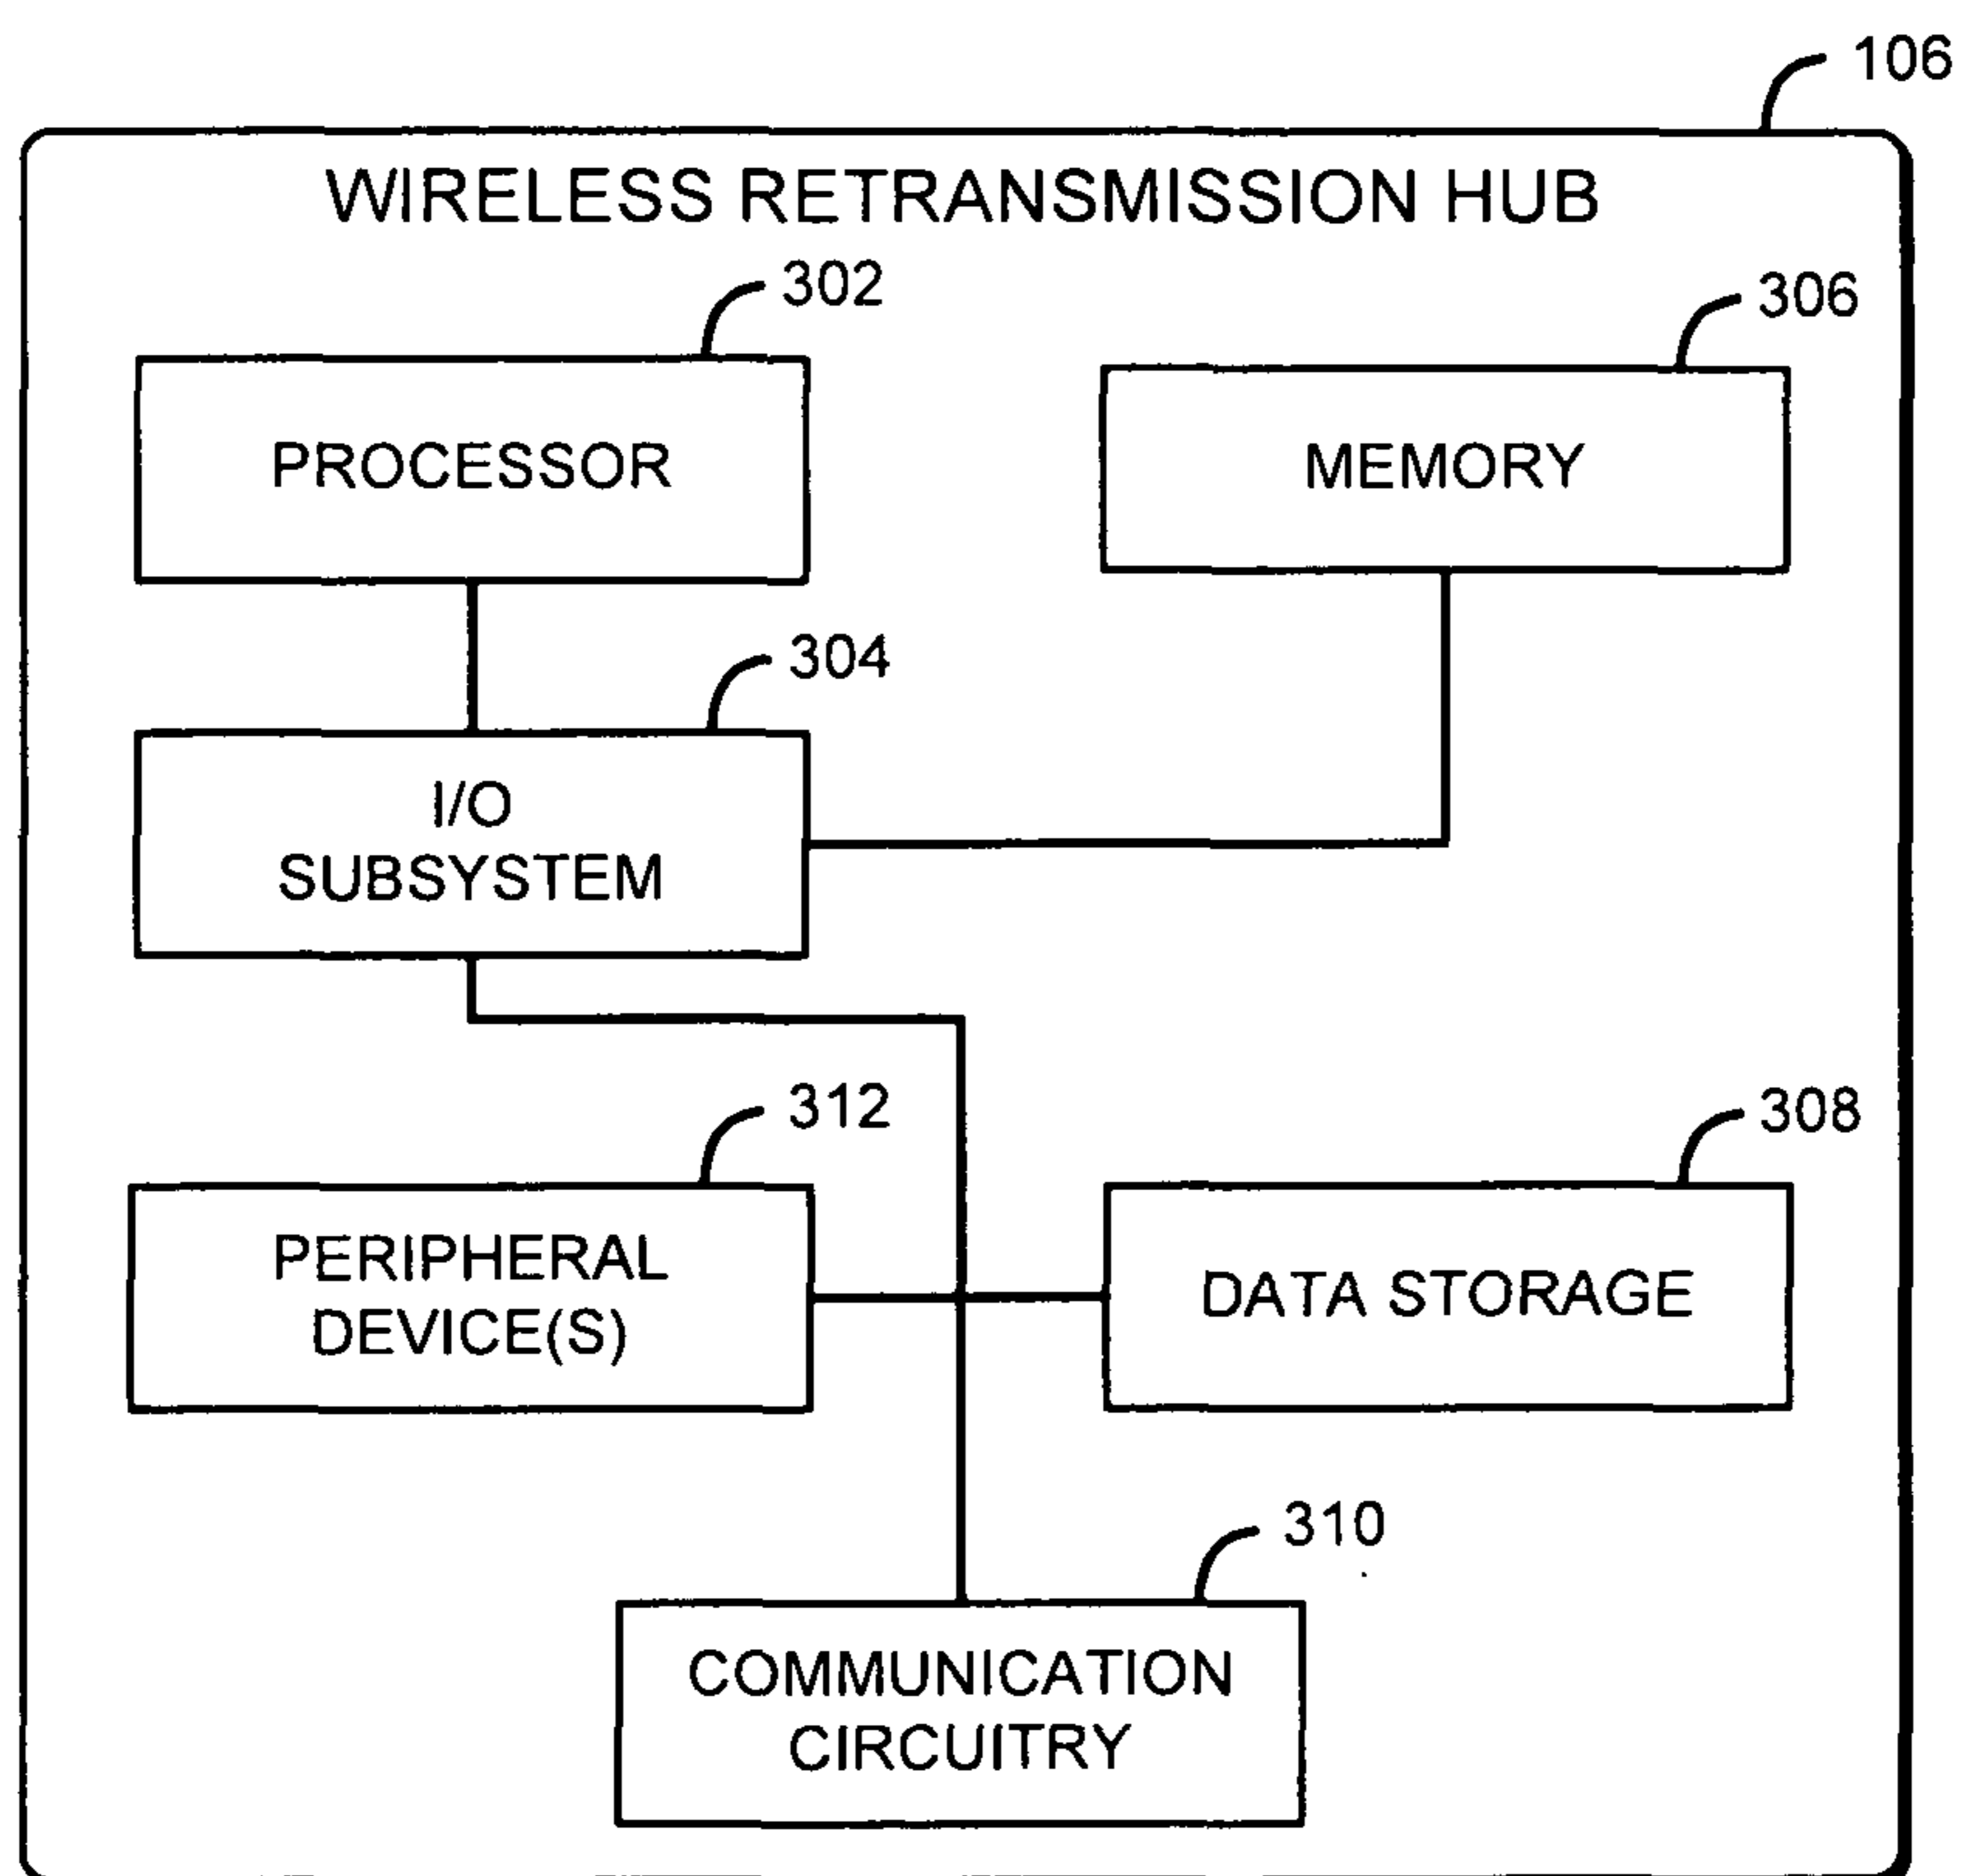 106
WIRELESS RETRANSMISSION HUB
302
306
PROCESSOR
MEMORY
304
I/O
SUBSYSTEM
312
308
PERIPHERAL
DEVICE(S)
DATA STORAGE
310
COMMUNICATION
CIRCUITRY